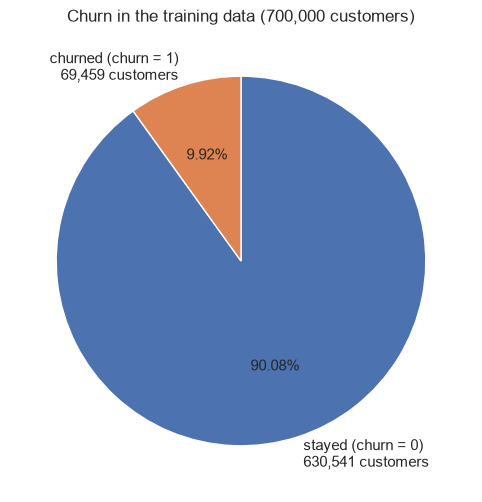 Churn in the training data (700,000 customers)
churned (churn = 1)
69,459 customers
9.92%
90.08%
stayed (churn = 0)
630,541 customers